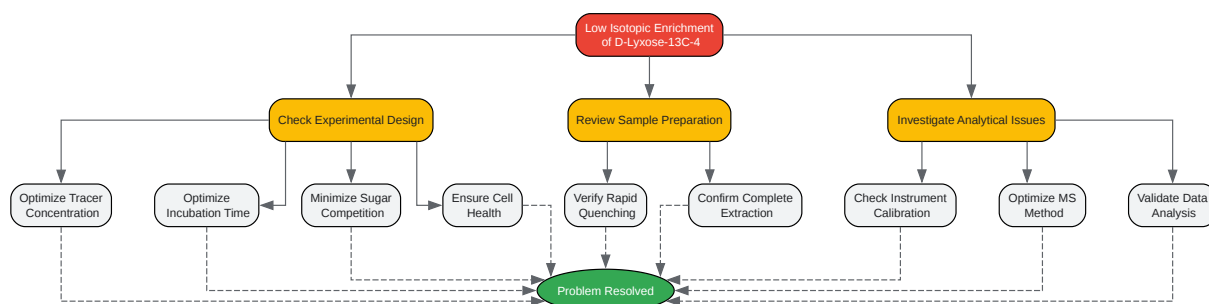 Low Isotopic Enrichment
of D-Lyxose-13C-4
Check Experimental Design
Review Sample Preparation
Investigate Analytical Issues
Optimize Tracer
Concentration
Optimize
Incubation Time
Minimize Sugar
Competition
Ensure Cell
Health
Verify Rapid
Quenching
Confirm Complete
Extraction
Check Instrument
Calibration
Optimize MS
Method
Validate Data
Analysis
Problem Resolved